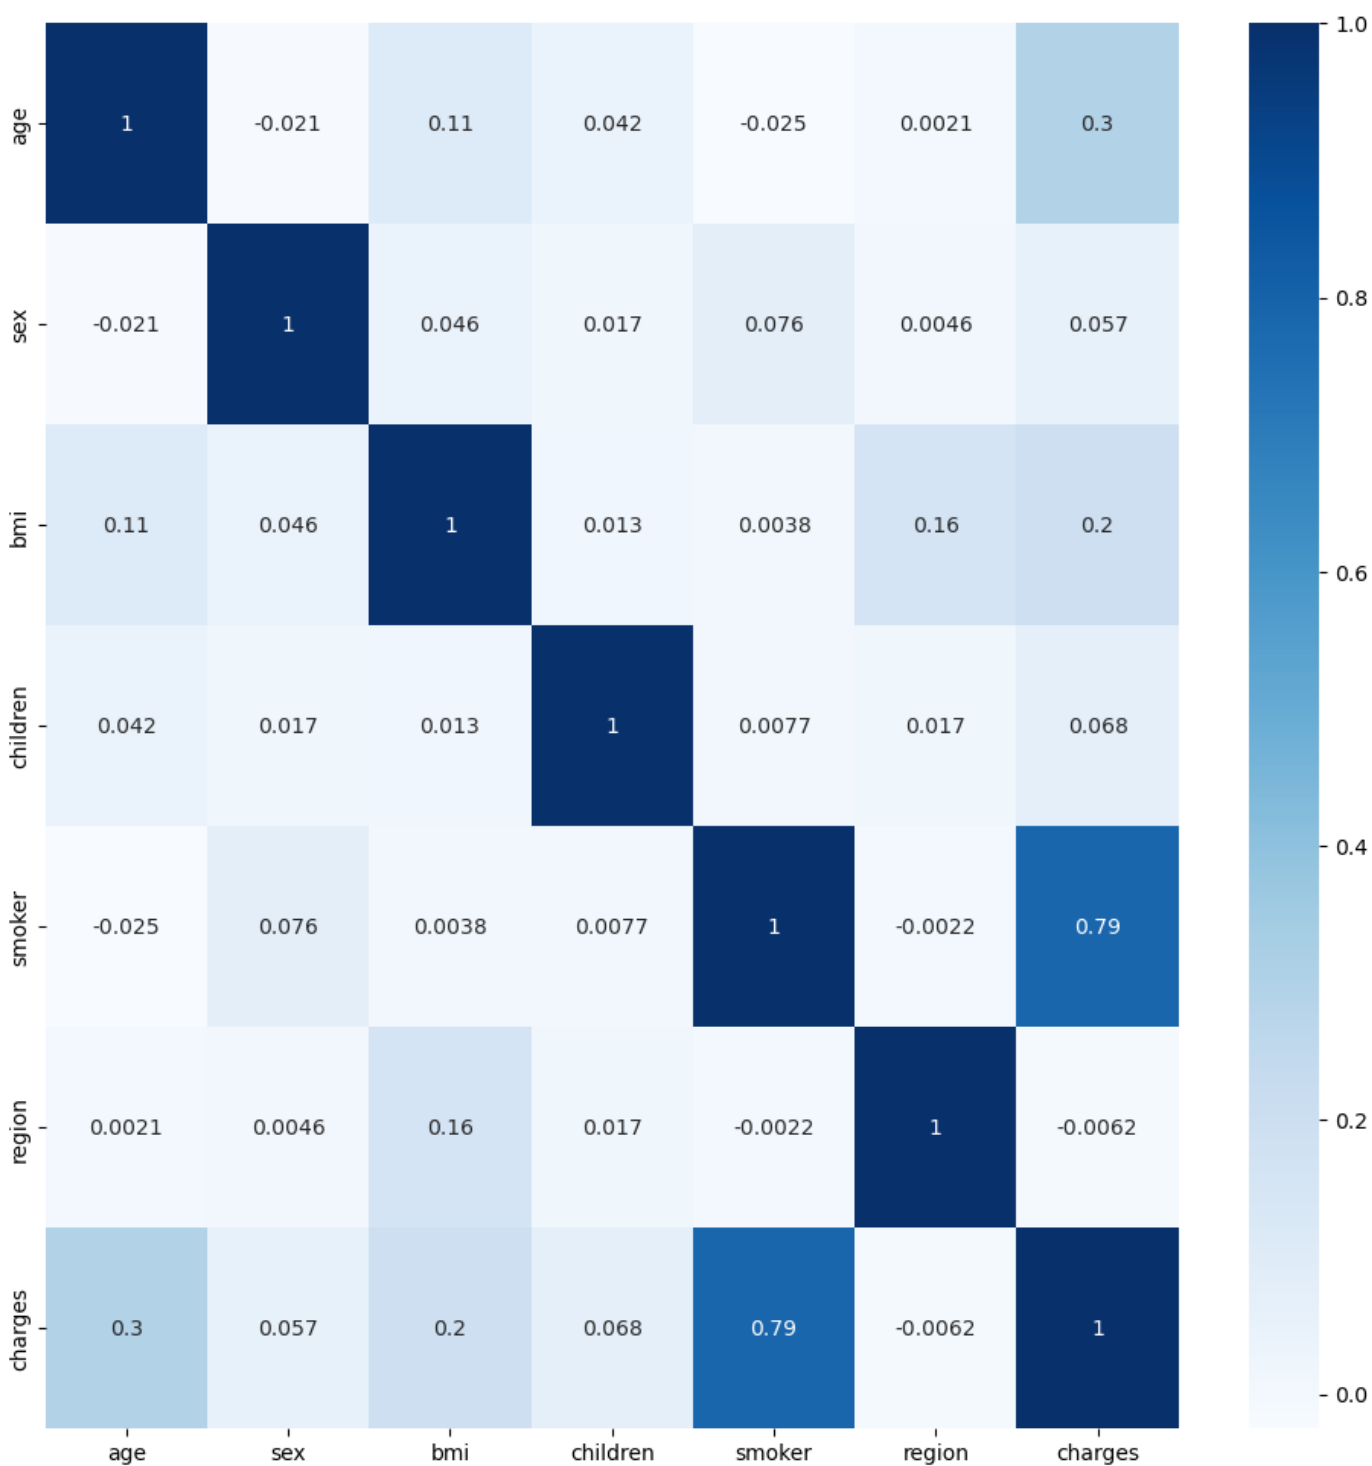 1.0
age 1 -0.021 0.11 0.042 -0.025 0.0021 0.3
0.8
sex -0.021 1 0.046 0.017 0.076 0.0046 0.057
bmi 0.11 0.046 1 0.013 0.0038 0.16 0.2
0.6
children 0.042 0.017 0.013 1 0.0077 0.017 0.068
0.4
smoker -0.025 0.076 0.0038 0.0077 1 -0.0022 0.79
region 0.0021 0.0046 0.16 0.017 -0.0022 1 -0.0062
0.2
charges 0.3 0.057 0.2 0.068 0.79 -0.0062 1
0.0
age sex bmi children smoker region charges